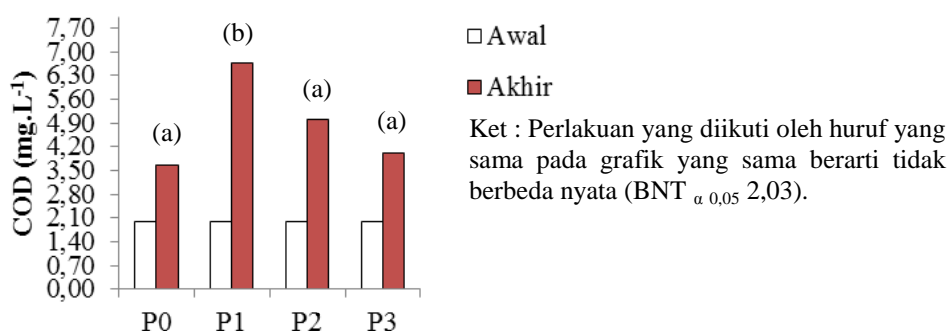 7,70
7,00
6,30
5,60
4,90
4,20
3,50
2,80
2,10
1,40
0,70
0,00
COD (mg.L-1)
(a)
(b)
(a)
(a)
P0 P1 P2 P3
Awal
Akhir
Ket : Perlakuan yang diikuti oleh huruf yang
sama pada grafik yang sama berarti tidak
berbeda nyata (BNT α 0,05 2,03).